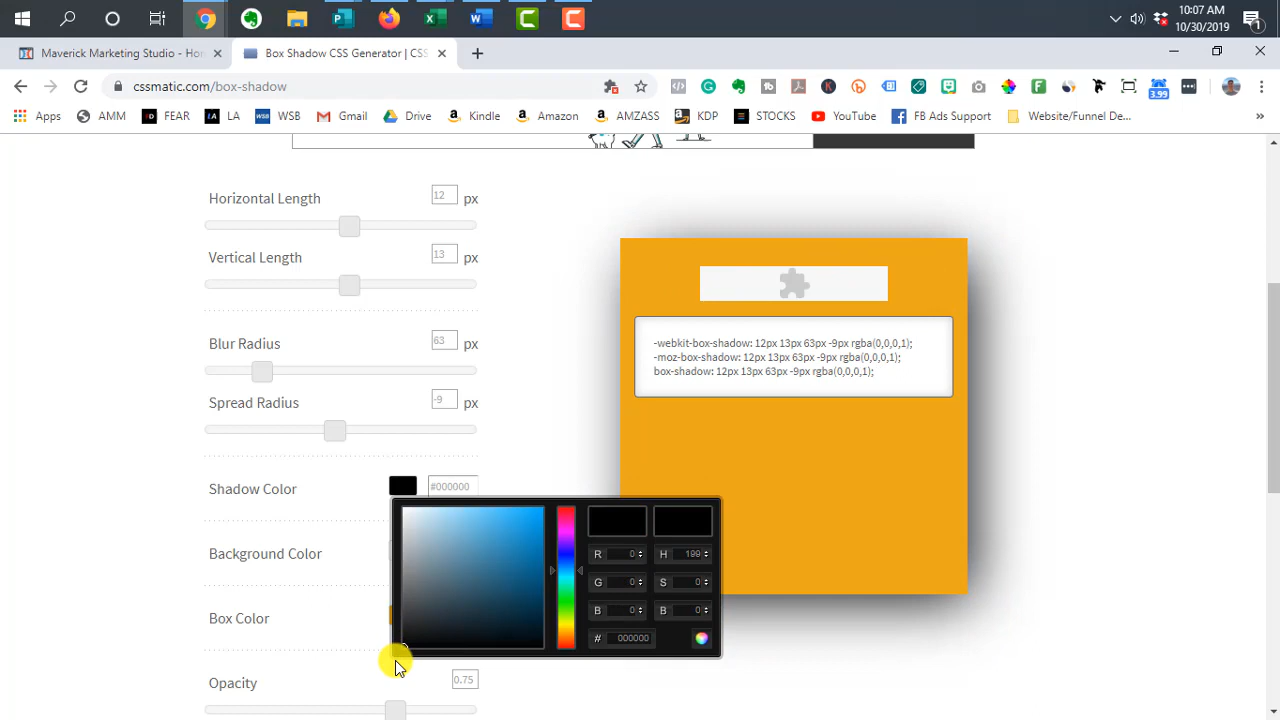 10:07 AM
10/30/2019
1
Maverick Marketing Studio - Ho
Box Shadow CSS Generator | CSS
cssmatic.com/box-shadow
3.99
Apps
AMM
FEAR
LA
WSB
Gmail
Drive
Kindle
Amazon
AMZASS
KDP
STOCKS
YouTube
FB Ads Support
Website/Funnel De...
»
Horizontal Length 12 px
Vertical Length 13 px
Blur Radius 63 px
Spread Radius -9 px
Shadow Color #000000
Background Color
Box Color
Opacity 0.75
-webkit-box-shadow: 12px 13px 63px -9px rgba(0,0,0,1);
-moz-box-shadow: 12px 13px 63px -9px rgba(0,0,0,1);
box-shadow: 12px 13px 63px -9px rgba(0,0,0,1);
R 0 H 199
G 0 S 0
B 0 B 0
# 000000